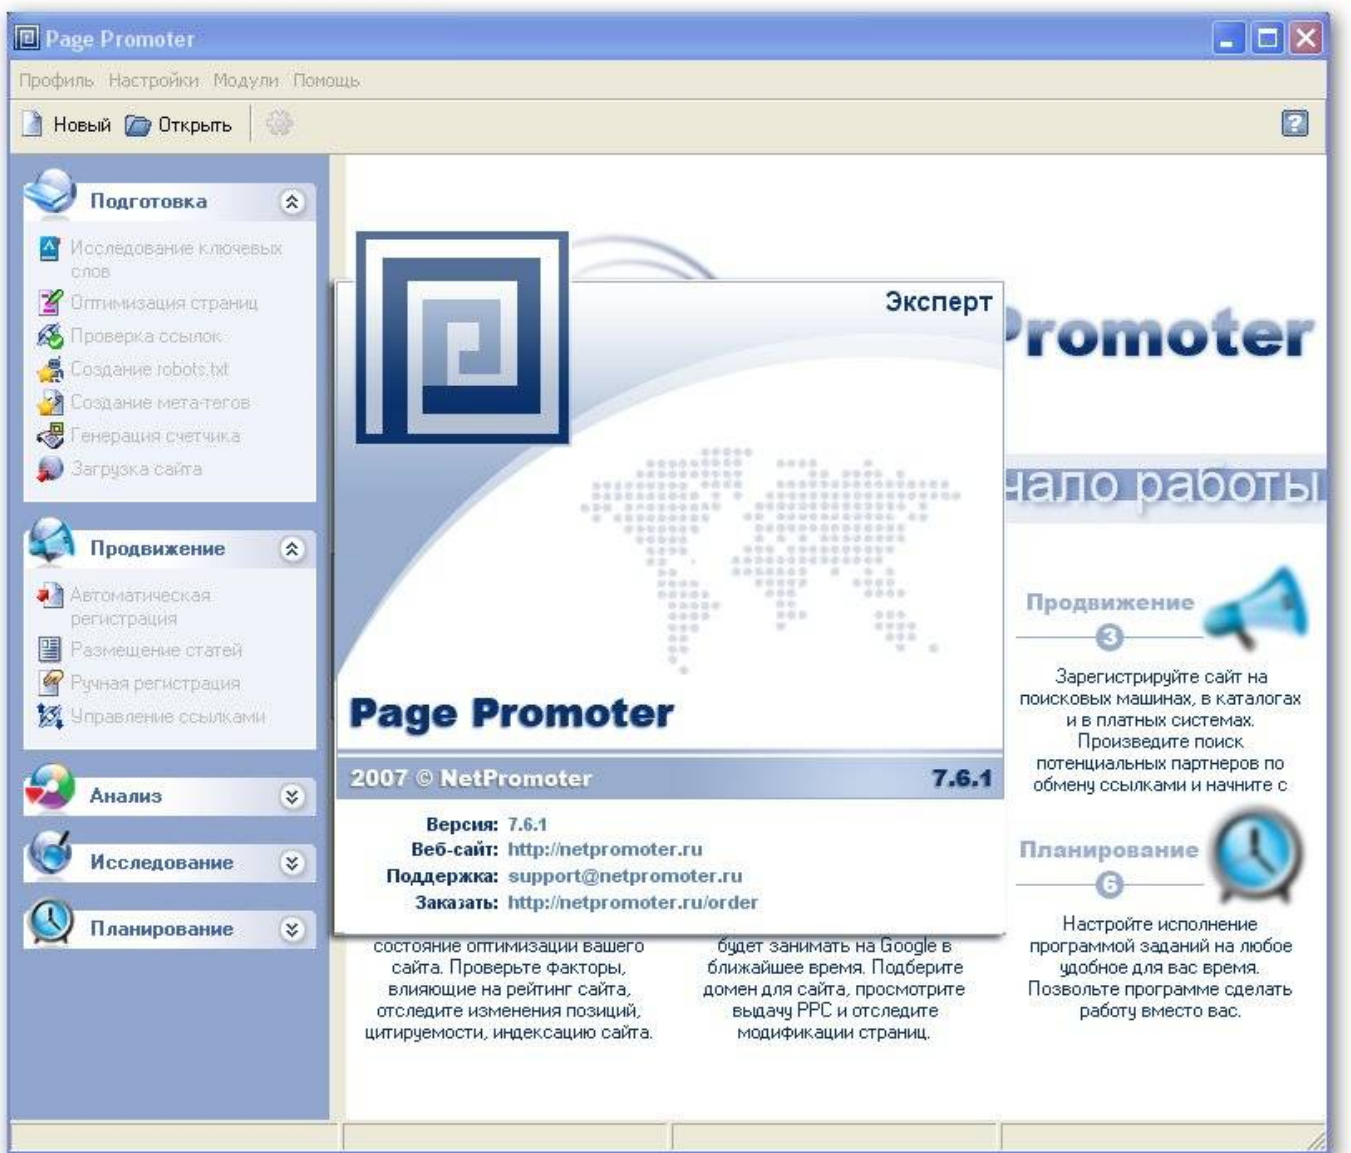 Page Promoter
Профиль Настройки Модули Помощь
Новый Открыть
Подготовка
Исследование ключевых
слов
Оптимизация страниц
Проверка ссылок
Создание robots.txt
Создание мета-тегов
Генерация счетчика
Загрузка сайта
Продвижение
Автоматическая
регистрация
Размещение статей
Ручная регистрация
Управление ссылками
Анализ
Исследование
Планирование
Эксперт
Page Promoter
2007 © NetPromoter 7.6.1
Версия: 7.6.1
Веб-сайт: http://netpromoter.ru
Поддержка: support@netpromoter.ru
Заказать: http://netpromoter.ru/order
Promoter
чало работы
Продвижение
3
Зарегистрируйте сайт на
поисковых машинах, в каталогах
и в платных системах.
Произведите поиск
потенциальных партнеров по
обмену ссылками и начните с
Планирование
6
Настройте исполнение
программой заданий на любое
удобное для вас время.
Позвольте программе сделать
работу вместо вас.
состояние оптимизации вашего
сайта. Проверьте факторы,
влияющие на рейтинг сайта,
отследите изменения позиций,
цитируемости, индексацию сайта.
будет занимать на Google в
ближайшее время. Подберите
домен для сайта, просмотрите
выдачу PPC и отследите
модификации страниц.